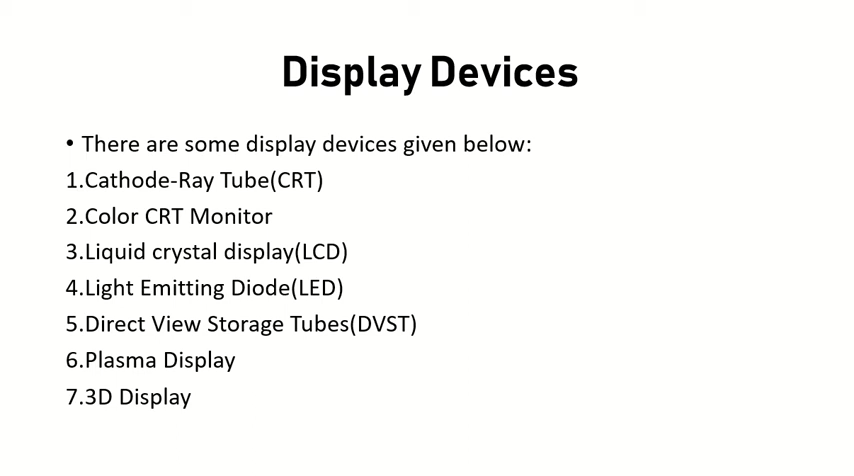 Display Devices
• There are some display devices given below:
1.Cathode-Ray Tube(CRT)
2.Color CRT Monitor
3.Liquid crystal display(LCD)
4.Light Emitting Diode(LED)
5.Direct View Storage Tubes(DVST)
6.Plasma Display
7.3D Display